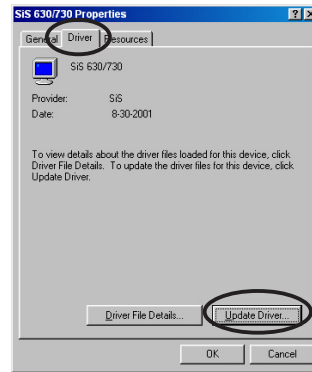 SiS 630/730 Properties
General Driver Resources
SiS 630/730
Provider: SiS
Date: 8-30-2001
To view details about the driver files loaded for this device, click
Driver File Details. To update the driver files for this device, click
Update Driver.
Driver File Details... Update Driver...
OK Cancel